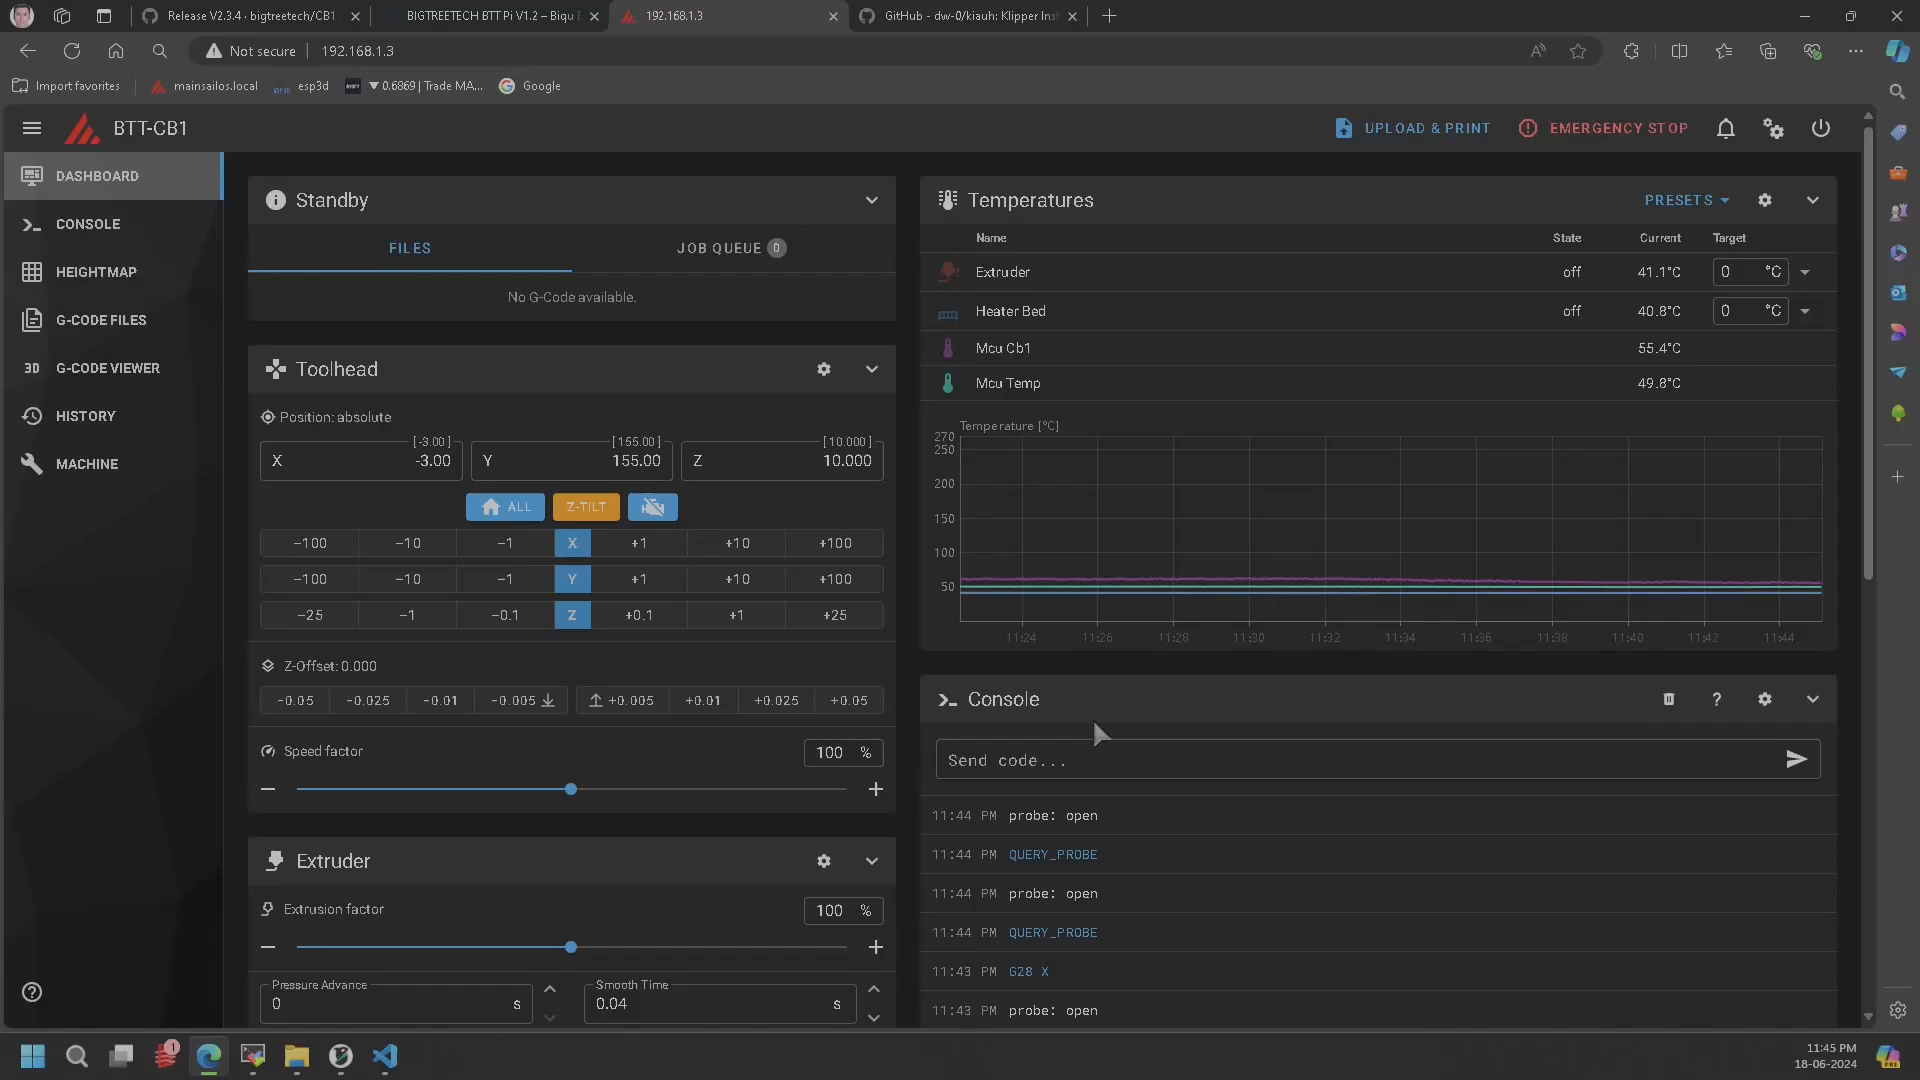 Release V2.3.4 · bigtreetech/CB1
BIGTREETECH BTT Pi V1.2 – Biqu E
192.168.1.3
GitHub - dw-0/kiauh: Klipper Inst
Not secure
192.168.1.3
Import favorites
mainsailos.local
esp3d
▼ 0.6869 | Trade MA...
Google
BTT-CB1
UPLOAD & PRINT
EMERGENCY STOP
DASHBOARD
CONSOLE
HEIGHTMAP
G-CODE FILES
3D G-CODE VIEWER
HISTORY
MACHINE
Standby
FILES
JOB QUEUE 0
No G-Code available.
Toolhead
Position: absolute
[ -3.00 ]
[ 155.00 ]
[ 10.000 ]
X -3.00
Y 155.00
Z 10.000
ALL
Z-TILT
−100 −10 −1 X +1 +10 +100
−100 −10 −1 Y +1 +10 +100
−25 −1 −0.1 Z +0.1 +1 +25
Z-Offset: 0.000
−0.05 −0.025 −0.01 −0.005 +0.005 +0.01 +0.025 +0.05
Speed factor
100 %
Extruder
Extrusion factor
100 %
Pressure Advance
0 s
Smooth Time
0.04 s
Temperatures
PRESETS
Name State Current Target
Extruder off 41.1°C 0 °C
Heater Bed off 40.8°C 0 °C
Mcu Cb1 55.4°C
Mcu Temp 49.8°C
Temperature [°C]
270
250
200
150
100
50
11:24 11:26 11:28 11:30 11:32 11:34 11:36 11:38 11:40 11:42 11:44
Console
Send code...
11:44 PM probe: open
11:44 PM QUERY_PROBE
11:44 PM probe: open
11:44 PM QUERY_PROBE
11:43 PM G28 X
11:43 PM probe: open
1
11:45 PM
18-06-2024